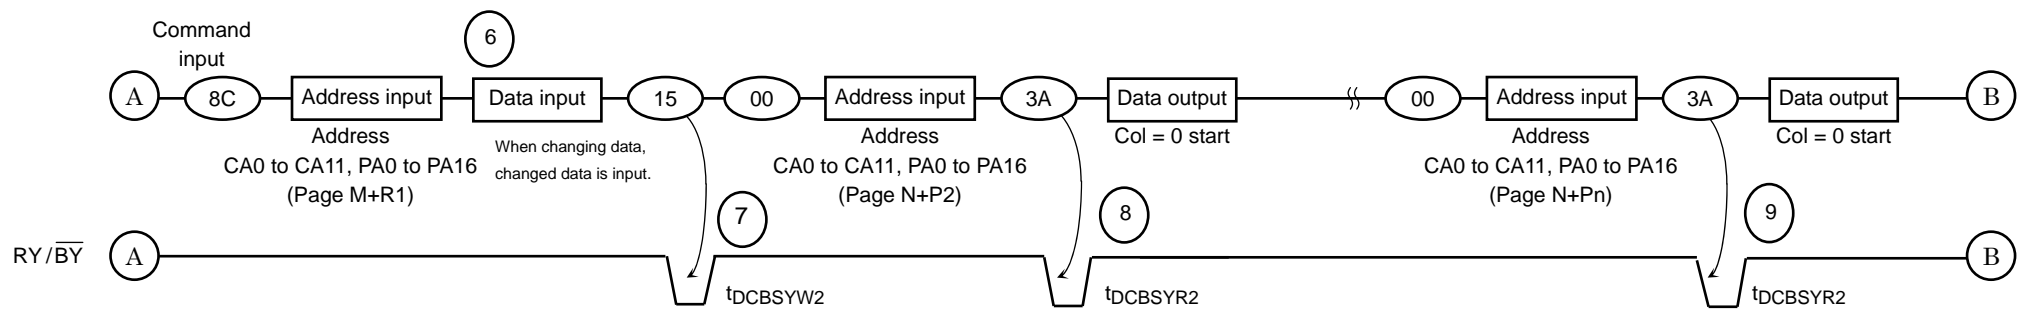 Command
input
6
A
8C
Address input
Data input
15
00
Address input
3A
Data output
00
Address input
3A
Data output
B
Address
CA0 to CA11, PA0 to PA16
(Page M+R1)
When changing data,
changed data is input.
Address
CA0 to CA11, PA0 to PA16
(Page N+P2)
Col = 0 start
Address
CA0 to CA11, PA0 to PA16
(Page N+Pn)
Col = 0 start
7
8
9
RY/BY
A
B
tDCBSYW2
tDCBSYR2
tDCBSYR2